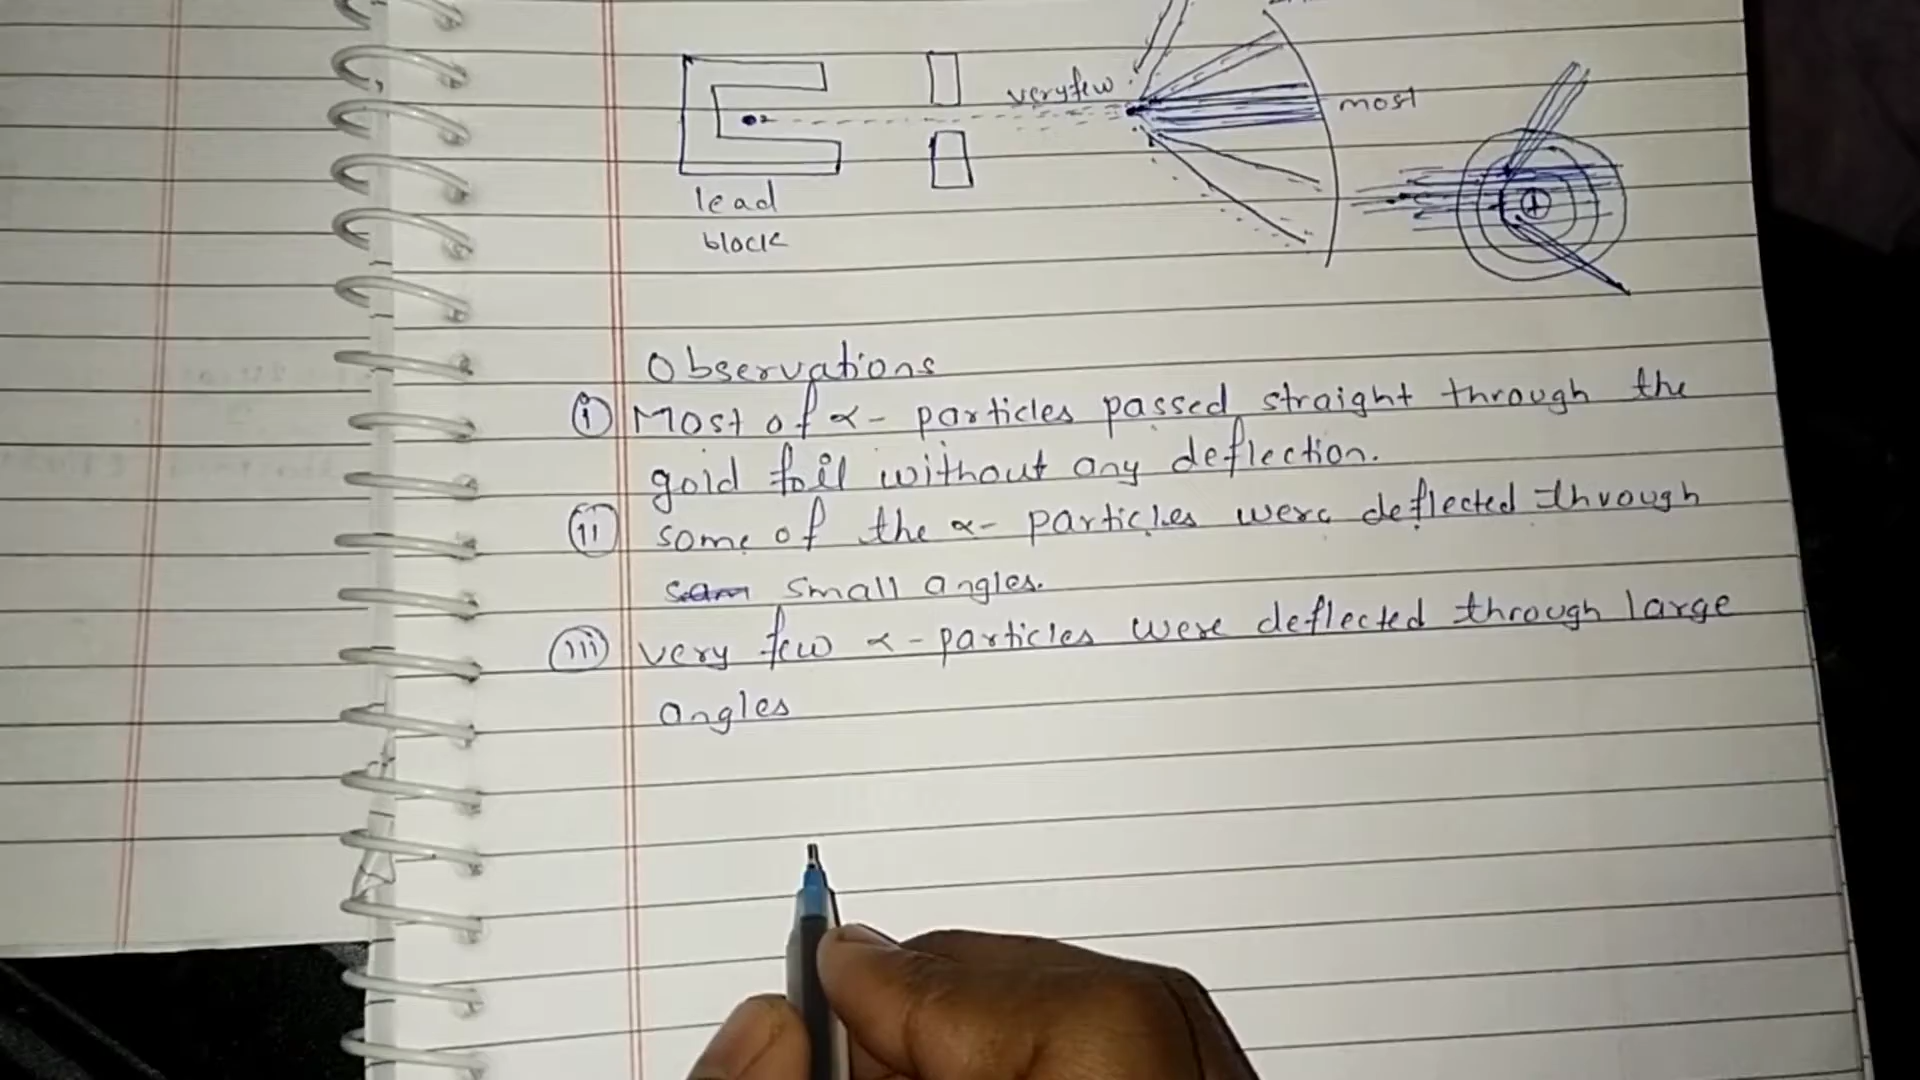 very few
most
lead
block
Observations
(i) Most of α- particles passed straight through the
gold foil without any deflection.
(ii) some of the α- particles were deflected through
small angles.
(iii) very few α-particles were deflected through large
angles